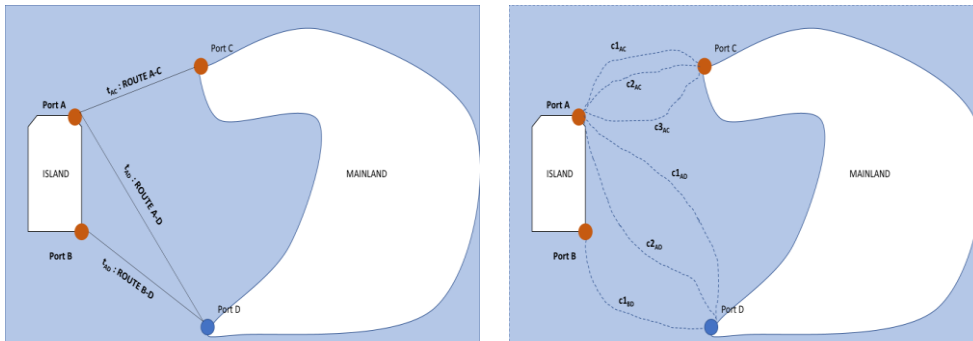 Port C
t_AC : ROUTE A-C
Port A
ISLAND
MAINLAND
t_AD : ROUTE A-D
Port B
t_AD : ROUTE B-D
Port D
c1_AC
Port C
c2_AC
Port A
c3_AC
ISLAND
MAINLAND
c1_AD
c2_AD
Port B
c1_BD
Port D